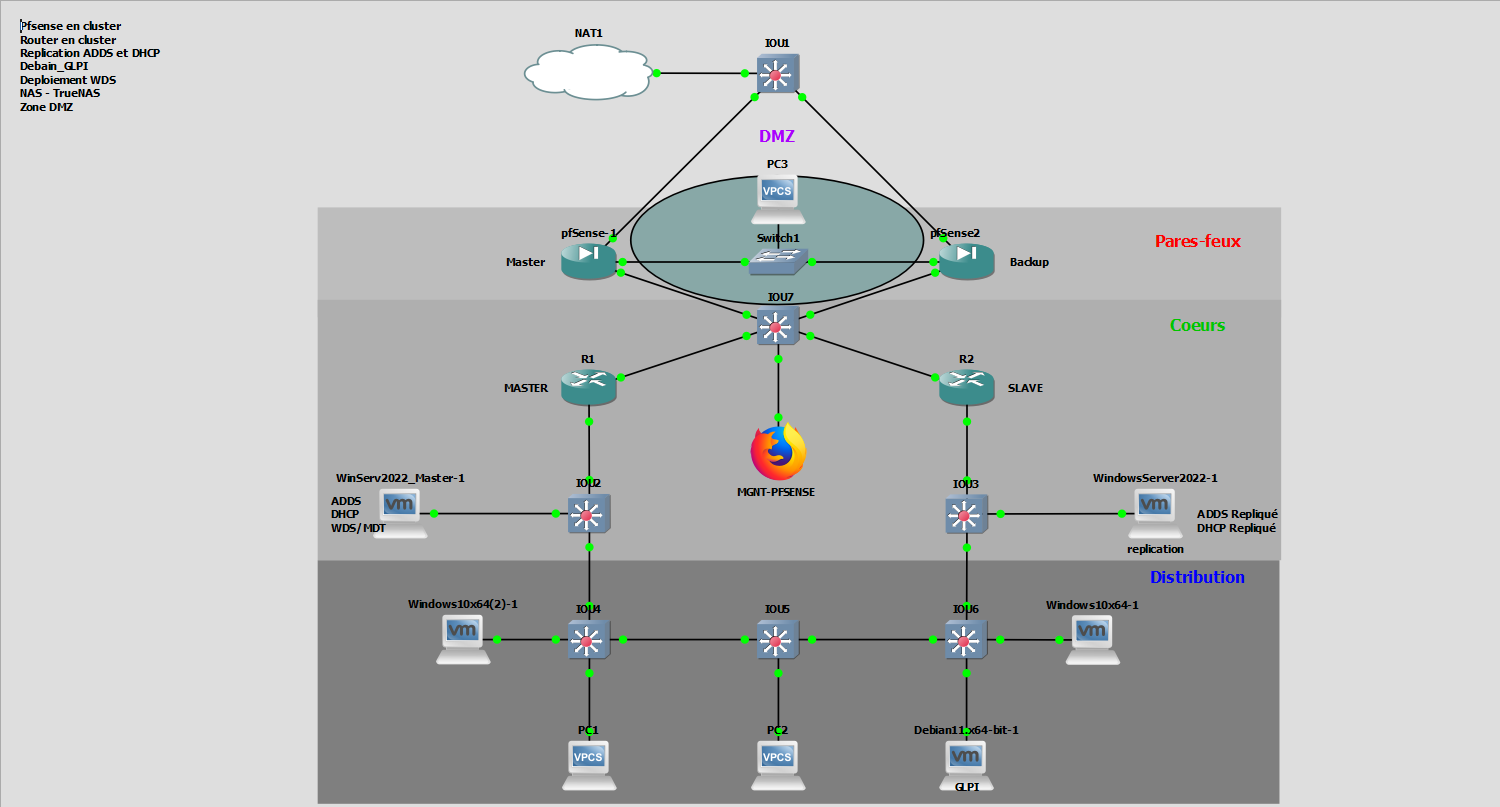 Pfsense en cluster
Router en cluster
Replication ADDS et DHCP
Debain_GLPI
Deploiement WDS
NAS - TrueNAS
Zone DMZ
NAT1
IOU1
DMZ
PC3
VPCS
pfSense-1
Switch1
pfSense2
Pares-feux
Master
Backup
IOU7
Coeurs
R1
R2
MASTER
SLAVE
WinServ2022_Master-1
IOU2
MGNT-PFSENSE
IOU3
WindowsServer2022-1
ADDS
DHCP
WDS/MDT
vm
vm
ADDS Repliqué
DHCP Repliqué
replication
Distribution
Windows10x64(2)-1
IOU4
IOU5
IOU6
Windows10x64-1
vm
vm
PC1
PC2
Debian11x64-bit-1
VPCS
VPCS
vm
GLPI